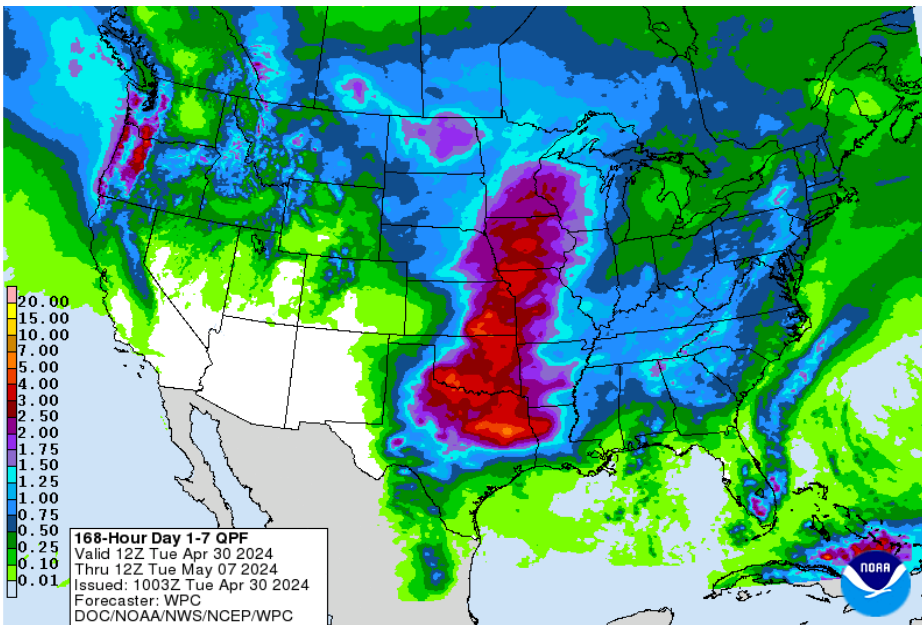 20.00
15.00
10.00
7.00
5.00
4.00
3.00
2.50
2.00
1.75
1.50
1.25
1.00
0.75
0.50
0.25
0.10
0.01
168-Hour Day 1-7 QPF
Valid 12Z Tue Apr 30 2024
Thru 12Z Tue May 07 2024
Issued: 1003Z Tue Apr 30 2024
Forecaster: WPC
DOC/NOAA/NWS/NCEP/WPC
NOAA